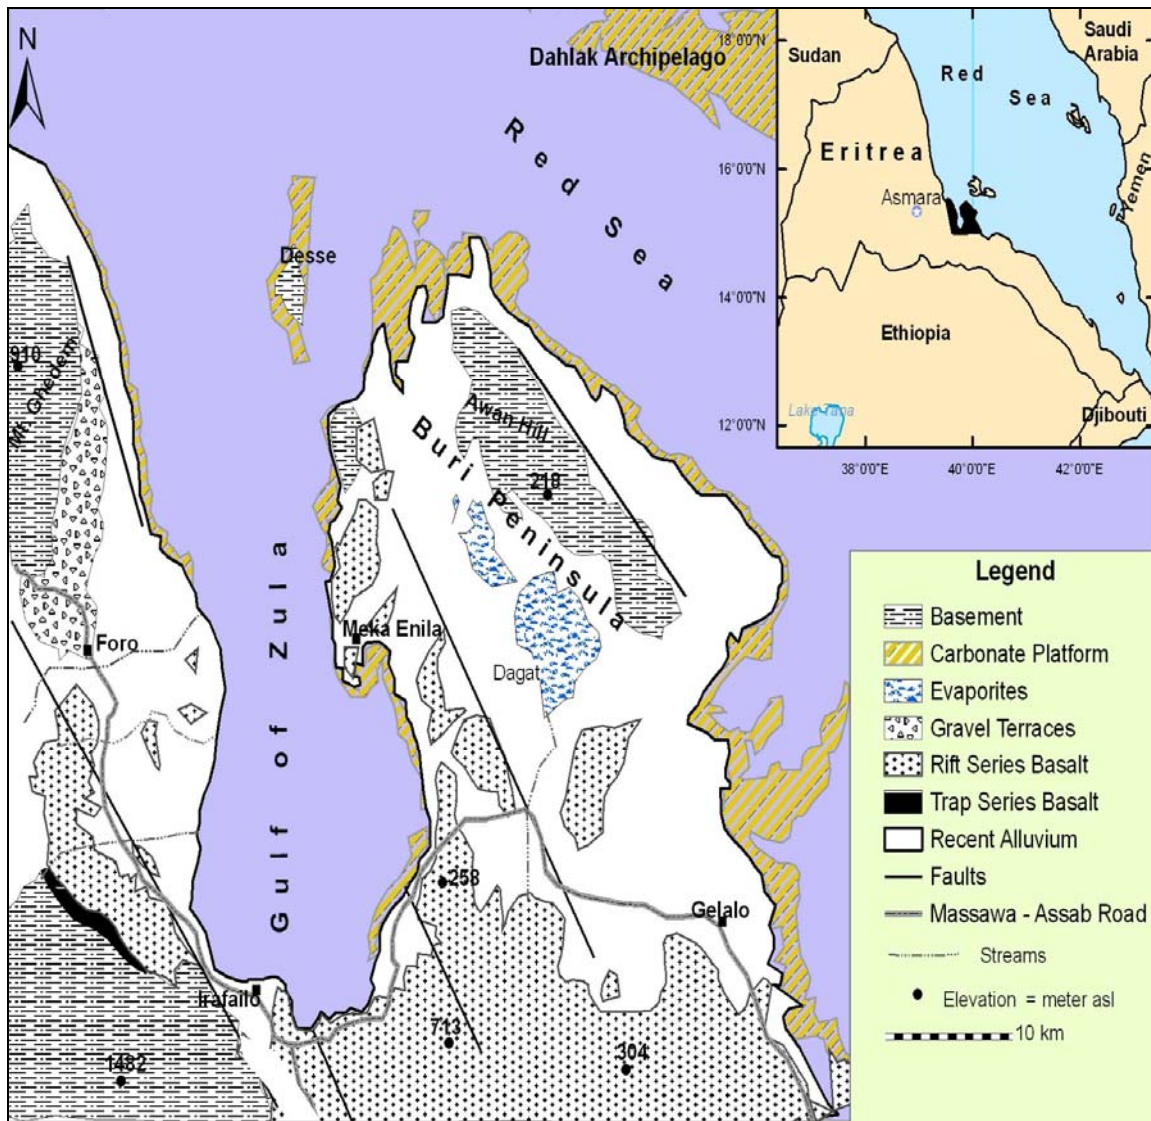 N
Dahlak Archipelago
Red Sea
Desse
910
Mt. Ghedem
Awan Hill
Buri Peninsula
218
Gulf of Zula
Foro
Meka Enila
Dagat
258
Gelalo
Irafailo
713
304
1482
18°0'0"N
16°0'0"N
14°0'0"N
12°0'0"N
38°0'0"E
40°0'0"E
42°0'0"E
Sudan
Saudi
Arabia
Red
Sea
Eritrea
Yemen
Asmara
Ethiopia
Lake Tana
Djibouti
Legend
Basement
Carbonate Platform
Evaporites
Gravel Terraces
Rift Series Basalt
Trap Series Basalt
Recent Alluvium
Faults
Massawa - Assab Road
Streams
Elevation = meter asl
10 km